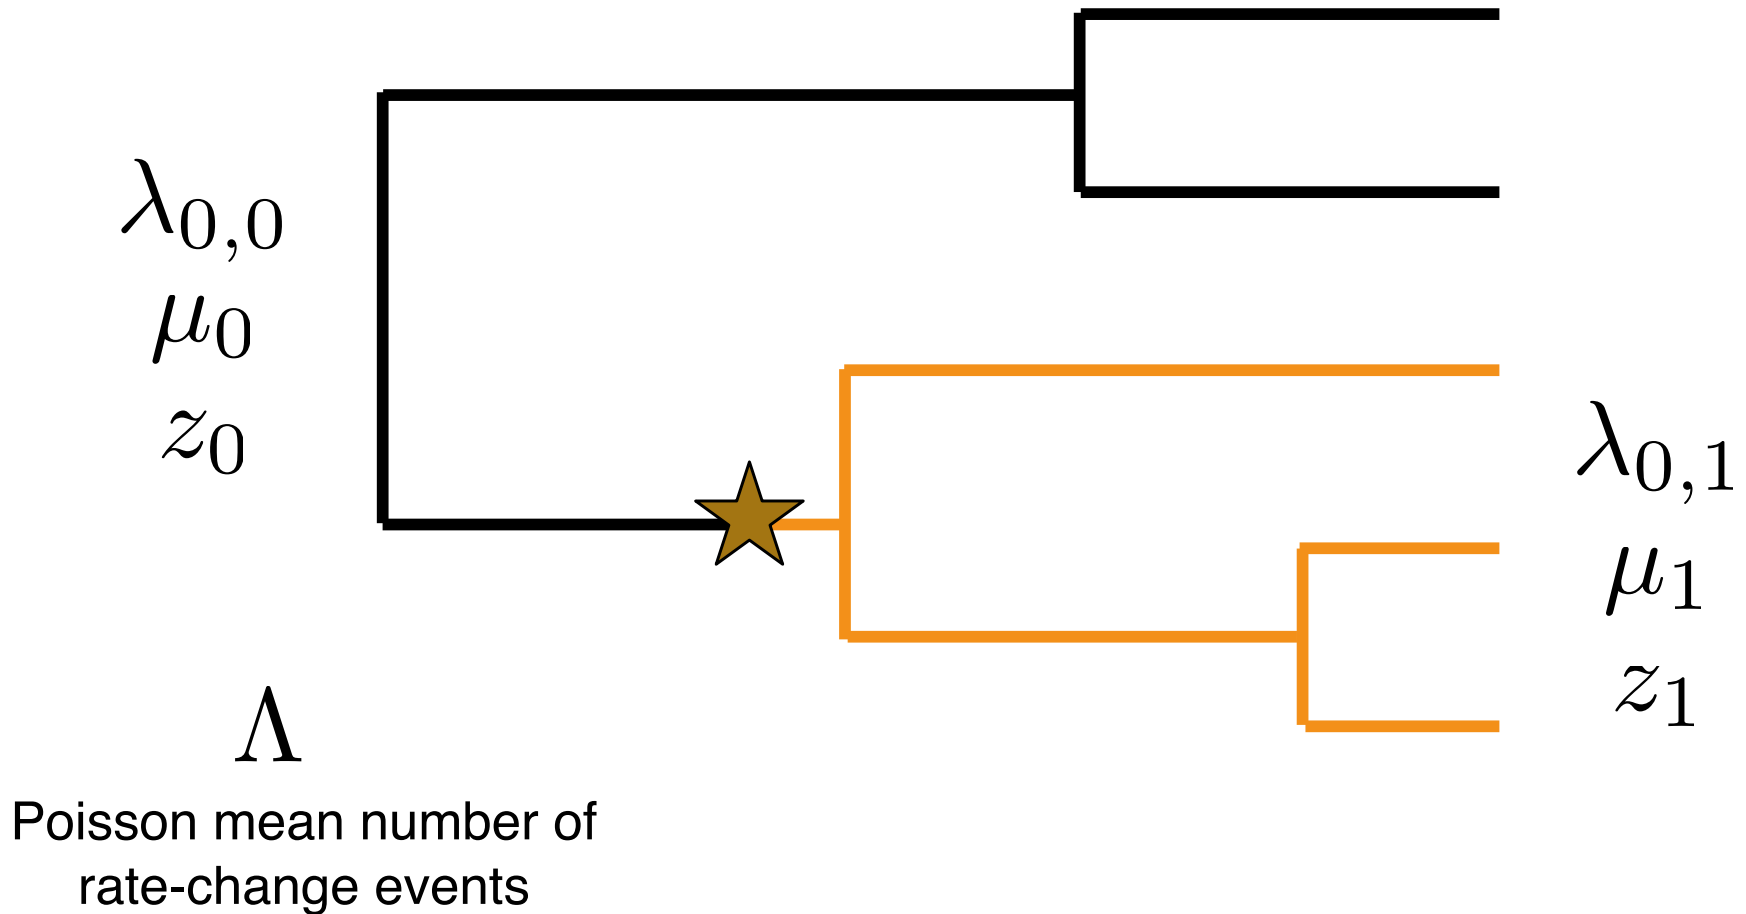 λ0,0
μ0
z0
λ0,1
μ1
z1
Λ
Poisson mean number of
rate-change events